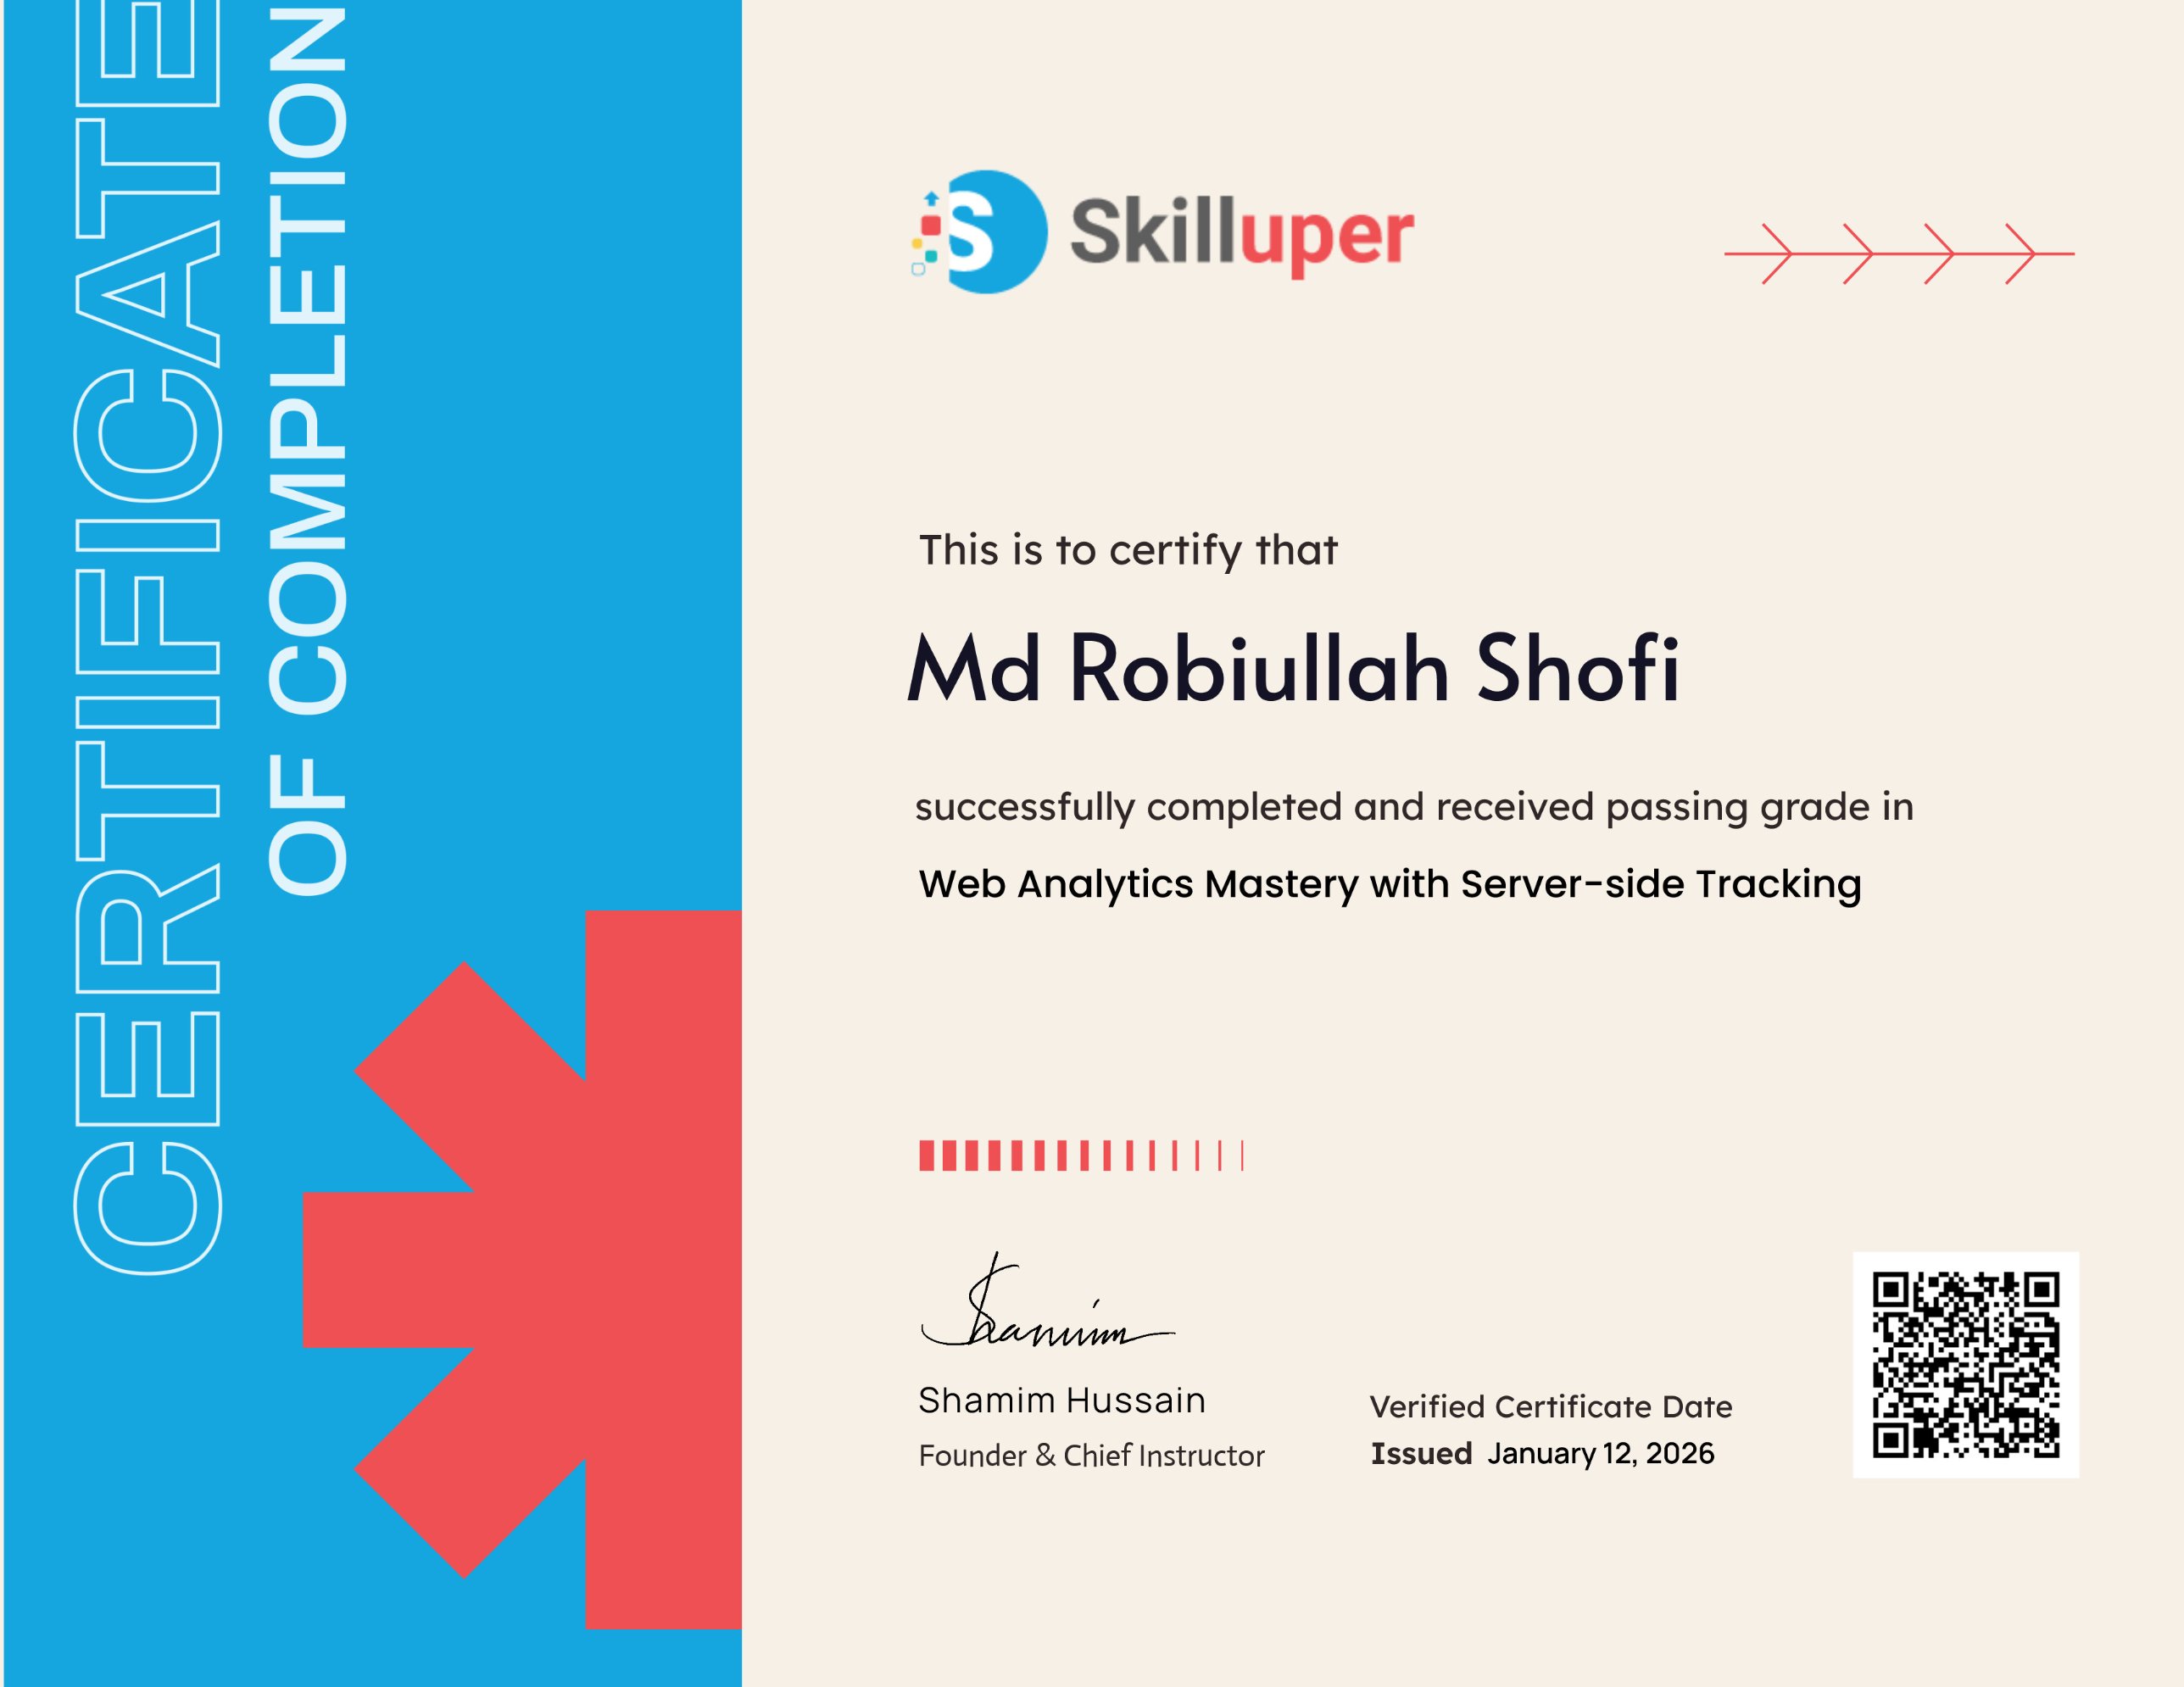 CERTIFICATE
OF COMPLETION
Skilluper
This is to certify that
Md Robiullah Shofi
successfully completed and received passing grade in
Web Analytics Mastery with Server-side Tracking
Shamim
Shamim Hussain
Founder & Chief Instructor
Verified Certificate Date
Issued January 12, 2026